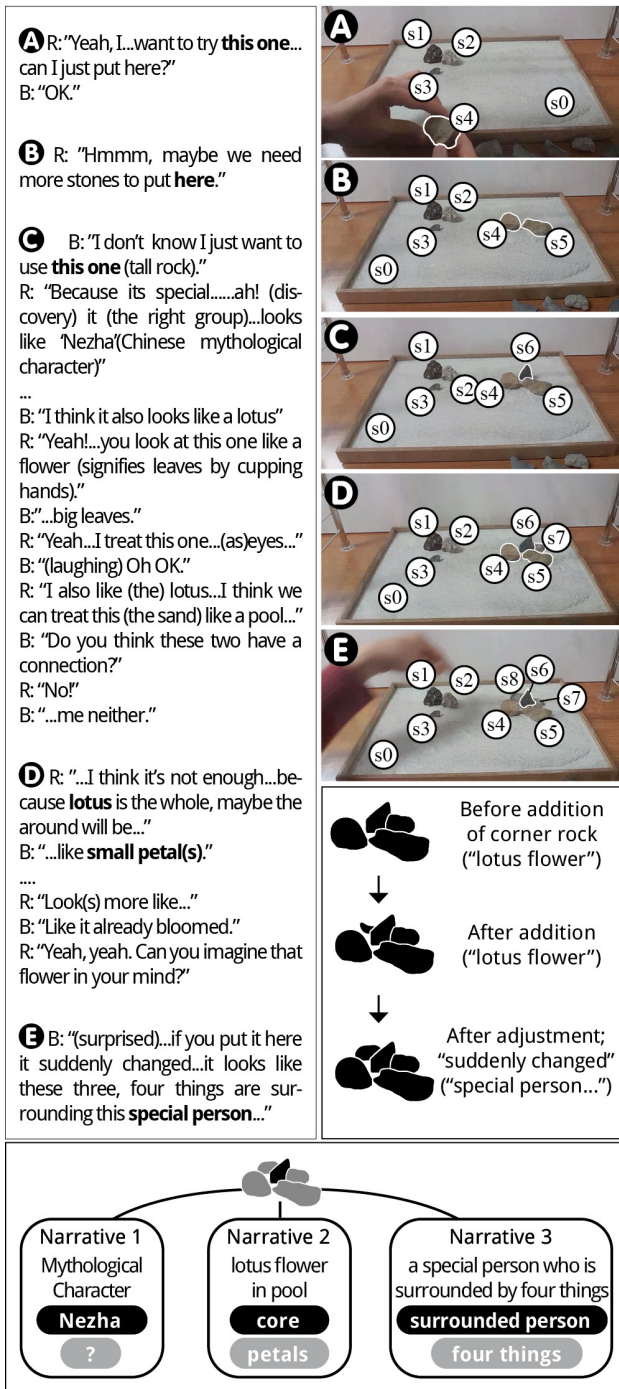 A R: "Yeah, I...want to try this one...
can I just put here?"
B: "OK."
B R: "Hmmm, maybe we need
more stones to put here."
C B: "I don't know I just want to
use this one (tall rock)."
R: "Because its special......ah! (dis-
covery) it (the right group)...looks
like 'Nezha'(Chinese mythological
character)"
...
B: "I think it also looks like a lotus"
R: "Yeah!...you look at this one like a
flower (signifies leaves by cupping
hands)."
B:"...big leaves."
R: "Yeah...I treat this one...(as)eyes..."
B: "(laughing) Oh OK."
R: "I also like (the) lotus...I think we
can treat this (the sand) like a pool..."
B: "Do you think these two have a
connection?"
R: "No!"
B: "...me neither."
D R: "...I think it's not enough...be-
cause lotus is the whole, maybe the
around will be..."
B: "...like small petal(s)."
....
R: "Look(s) more like..."
B: "Like it already bloomed."
R: "Yeah, yeah. Can you imagine that
flower in your mind?"
E B: "(surprised)...if you put it here
it suddenly changed...it looks like
these three, four things are sur-
rounding this special person..."
A
s1
s2
s3
s4
s0
B
s1
s2
s3
s4
s5
s0
C
s1
s6
s3
s2
s4
s5
s0
D
s1
s2
s6
s7
s3
s4
s5
s0
E
s1
s2
s8
s6
s7
s3
s4
s5
s0
Before addition
of corner rock
("lotus flower")
After addition
("lotus flower")
After adjustment;
"suddenly changed"
("special person...")
Narrative 1
Mythological
Character
Nezha
?
Narrative 2
lotus flower
in pool
core
petals
Narrative 3
a special person who is
surrounded by four things
surrounded person
four things